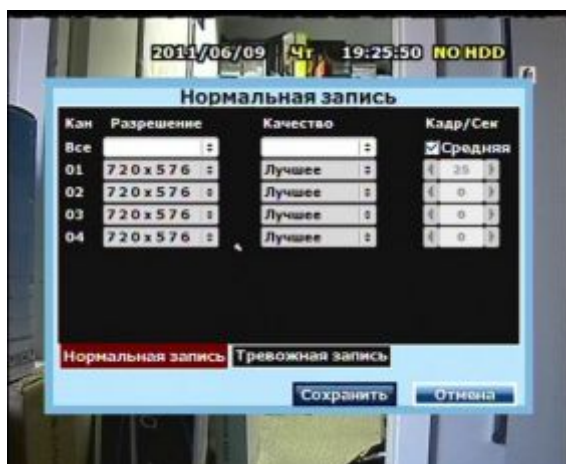 2011/06/09 Чт 19:25:50 NO HDD
Нормальная запись
Кан Разрешение Качество Кадр/Сек
Все Средняя
01 720x576 Лучшее 25
02 720x576 Лучшее 0
03 720x576 Лучшее 0
04 720x576 Лучшее 0
Нормальная запись Тревожная запись
Сохранить Отмена